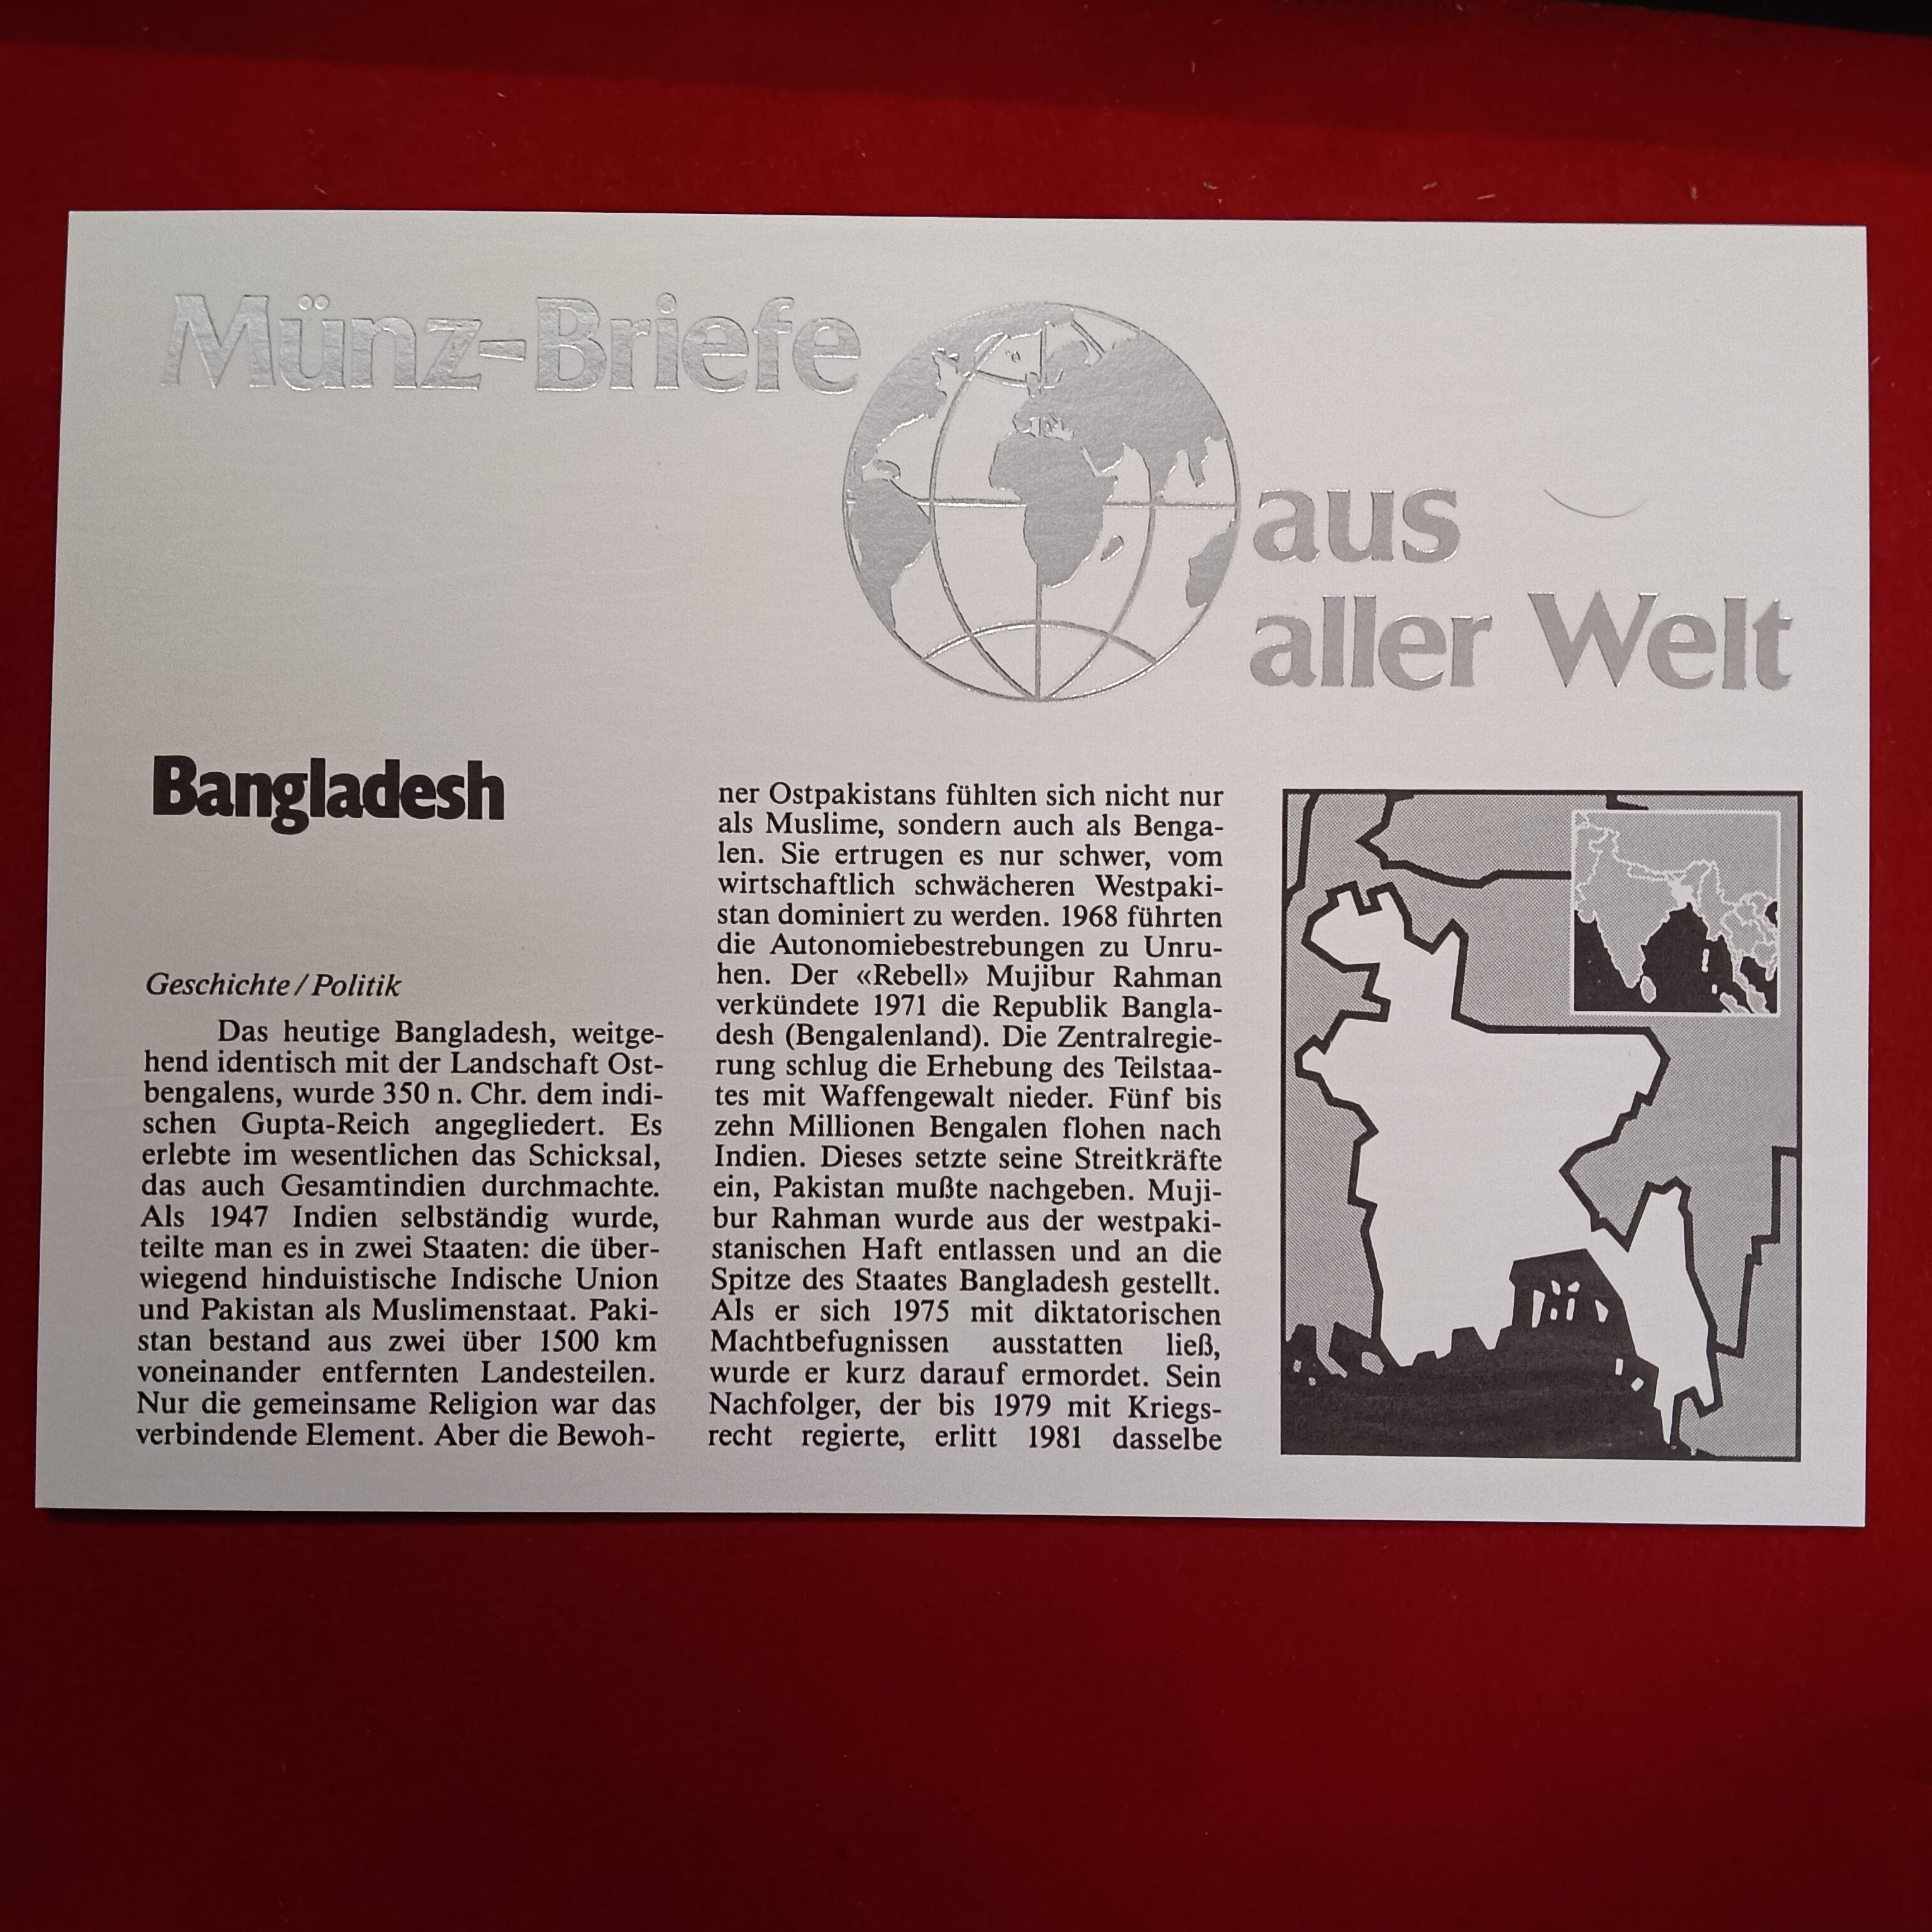 Münz-Briefe
aus
aller Welt
Bangladesh
Geschichte / Politik
Das heutige Bangladesh, weitge-
hend identisch mit der Landschaft Ost-
bengalens, wurde 350 n. Chr. dem indi-
schen Gupta-Reich angegliedert. Es
erlebte im wesentlichen das Schicksal,
das auch Gesamtindien durchmachte.
Als 1947 Indien selbständig wurde,
teilte man es in zwei Staaten: die über-
wiegend hinduistische Indische Union
und Pakistan als Muslimenstaat. Paki-
stan bestand aus zwei über 1500 km
voneinander entfernten Landesteilen.
Nur die gemeinsame Religion war das
verbindende Element. Aber die Bewoh-
ner Ostpakistans fühlten sich nicht nur
als Muslime, sondern auch als Benga-
len. Sie ertrugen es nur schwer, vom
wirtschaftlich schwächeren Westpaki-
stan dominiert zu werden. 1968 führten
die Autonomiebestrebungen zu Unru-
hen. Der «Rebell» Mujibur Rahman
verkündete 1971 die Republik Bangla-
desh (Bengalenland). Die Zentralregie-
rung schlug die Erhebung des Teilstaa-
tes mit Waffengewalt nieder. Fünf bis
zehn Millionen Bengalen flohen nach
Indien. Dieses setzte seine Streitkräfte
ein, Pakistan mußte nachgeben. Muji-
bur Rahman wurde aus der westpaki-
stanischen Haft entlassen und an die
Spitze des Staates Bangladesh gestellt.
Als er sich 1975 mit diktatorischen
Machtbefugnissen ausstatten ließ,
wurde er kurz darauf ermordet. Sein
Nachfolger, der bis 1979 mit Kriegs-
recht regierte, erlitt 1981 dasselbe